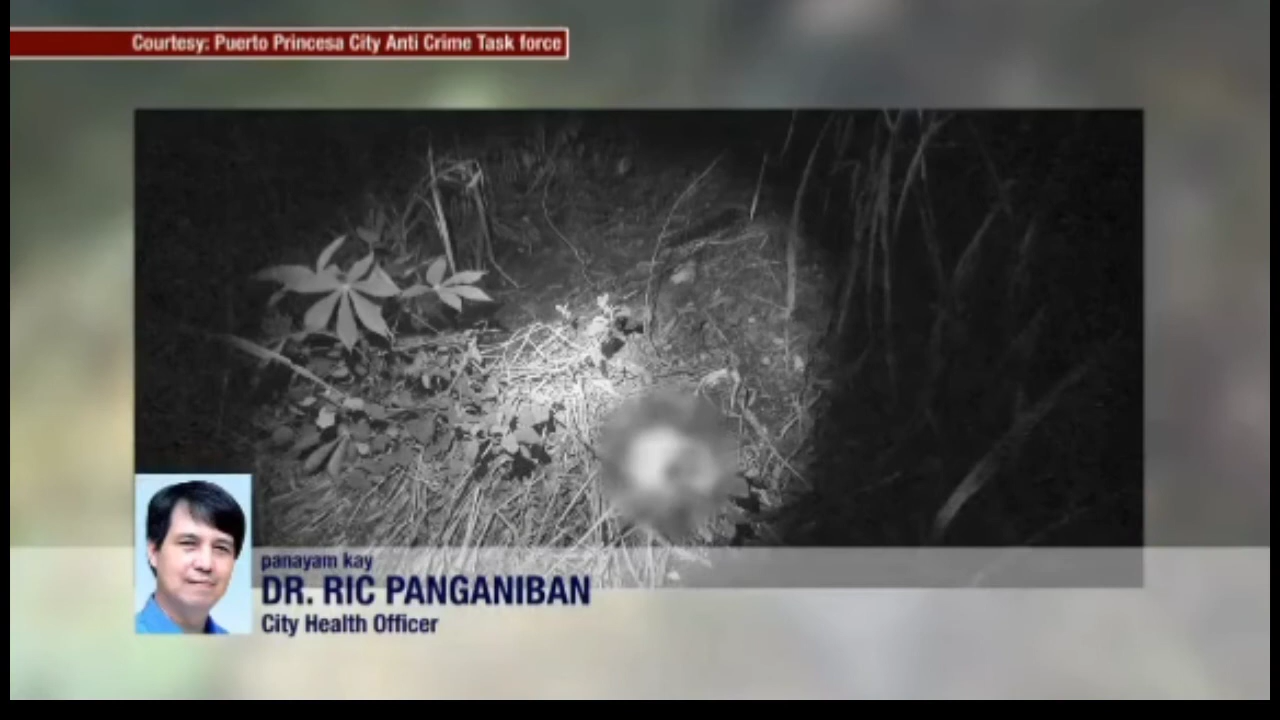 Courtesy: Puerto Princesa City Anti Crime Task force
panayam kay
DR. RIC PANGANIBAN
City Health Officer